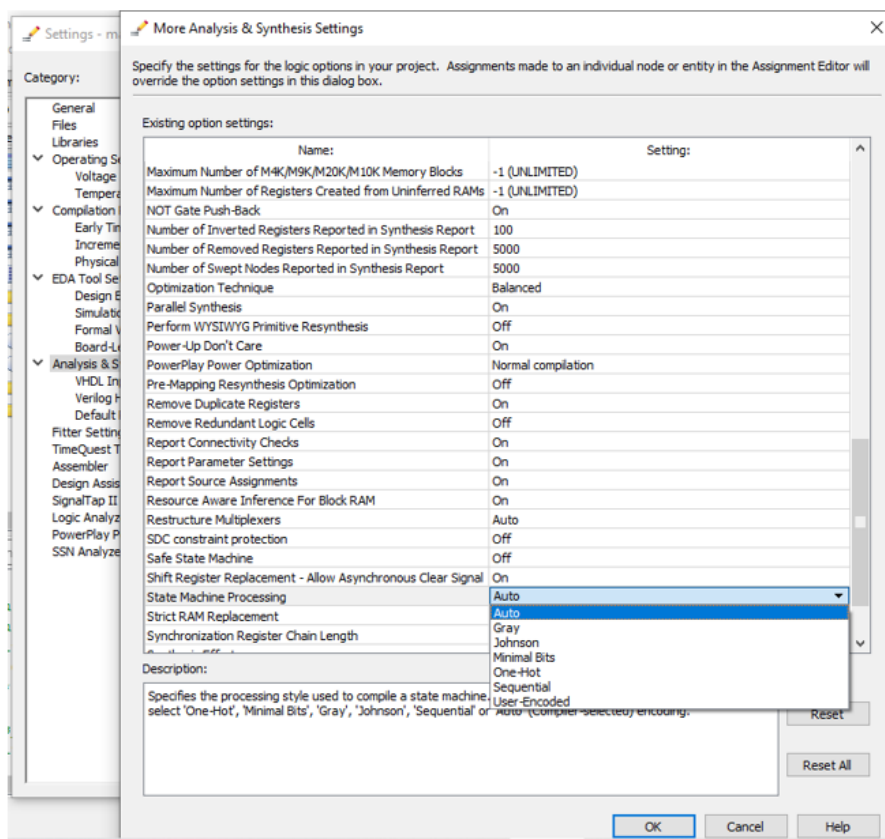 Settings - ma
More Analysis & Synthesis Settings
Category:
General
Files
Libraries
Operating Se
Voltage
Tempera
Compilation
Early Tim
Increme
Physical
EDA Tool Se
Design E
Simulatio
Formal V
Board-Le
Analysis & S
VHDL In
Verilog H
Default
Fitter Setting
TimeQuest T
Assembler
Design Assis
SignalTap II
Logic Analyz
PowerPlay P
SSN Analyze
Specify the settings for the logic options in your project. Assignments made to an individual node or entity in the Assignment Editor will
override the option settings in this dialog box.
Existing option settings:
Name: Setting:
Maximum Number of M4K/M9K/M20K/M10K Memory Blocks -1 (UNLIMITED)
Maximum Number of Registers Created from Uninferred RAMs -1 (UNLIMITED)
NOT Gate Push-Back On
Number of Inverted Registers Reported in Synthesis Report 100
Number of Removed Registers Reported in Synthesis Report 5000
Number of Swept Nodes Reported in Synthesis Report 5000
Optimization Technique Balanced
Parallel Synthesis On
Perform WYSIWYG Primitive Resynthesis Off
Power-Up Don't Care On
PowerPlay Power Optimization Normal compilation
Pre-Mapping Resynthesis Optimization Off
Remove Duplicate Registers On
Remove Redundant Logic Cells Off
Report Connectivity Checks On
Report Parameter Settings On
Report Source Assignments On
Resource Aware Inference For Block RAM On
Restructure Multiplexers Auto
SDC constraint protection Off
Safe State Machine Off
Shift Register Replacement - Allow Asynchronous Clear Signal On
State Machine Processing Auto
Strict RAM Replacement
Synchronization Register Chain Length
Auto
Gray
Johnson
Minimal Bits
One-Hot
Sequential
User-Encoded
Description:
Specifies the processing style used to compile a state machine.
select 'One-Hot', 'Minimal Bits', 'Gray', 'Johnson', 'Sequential' or 'Auto' (Compiler-selected) encoding.
Reset
Reset All
OK Cancel Help